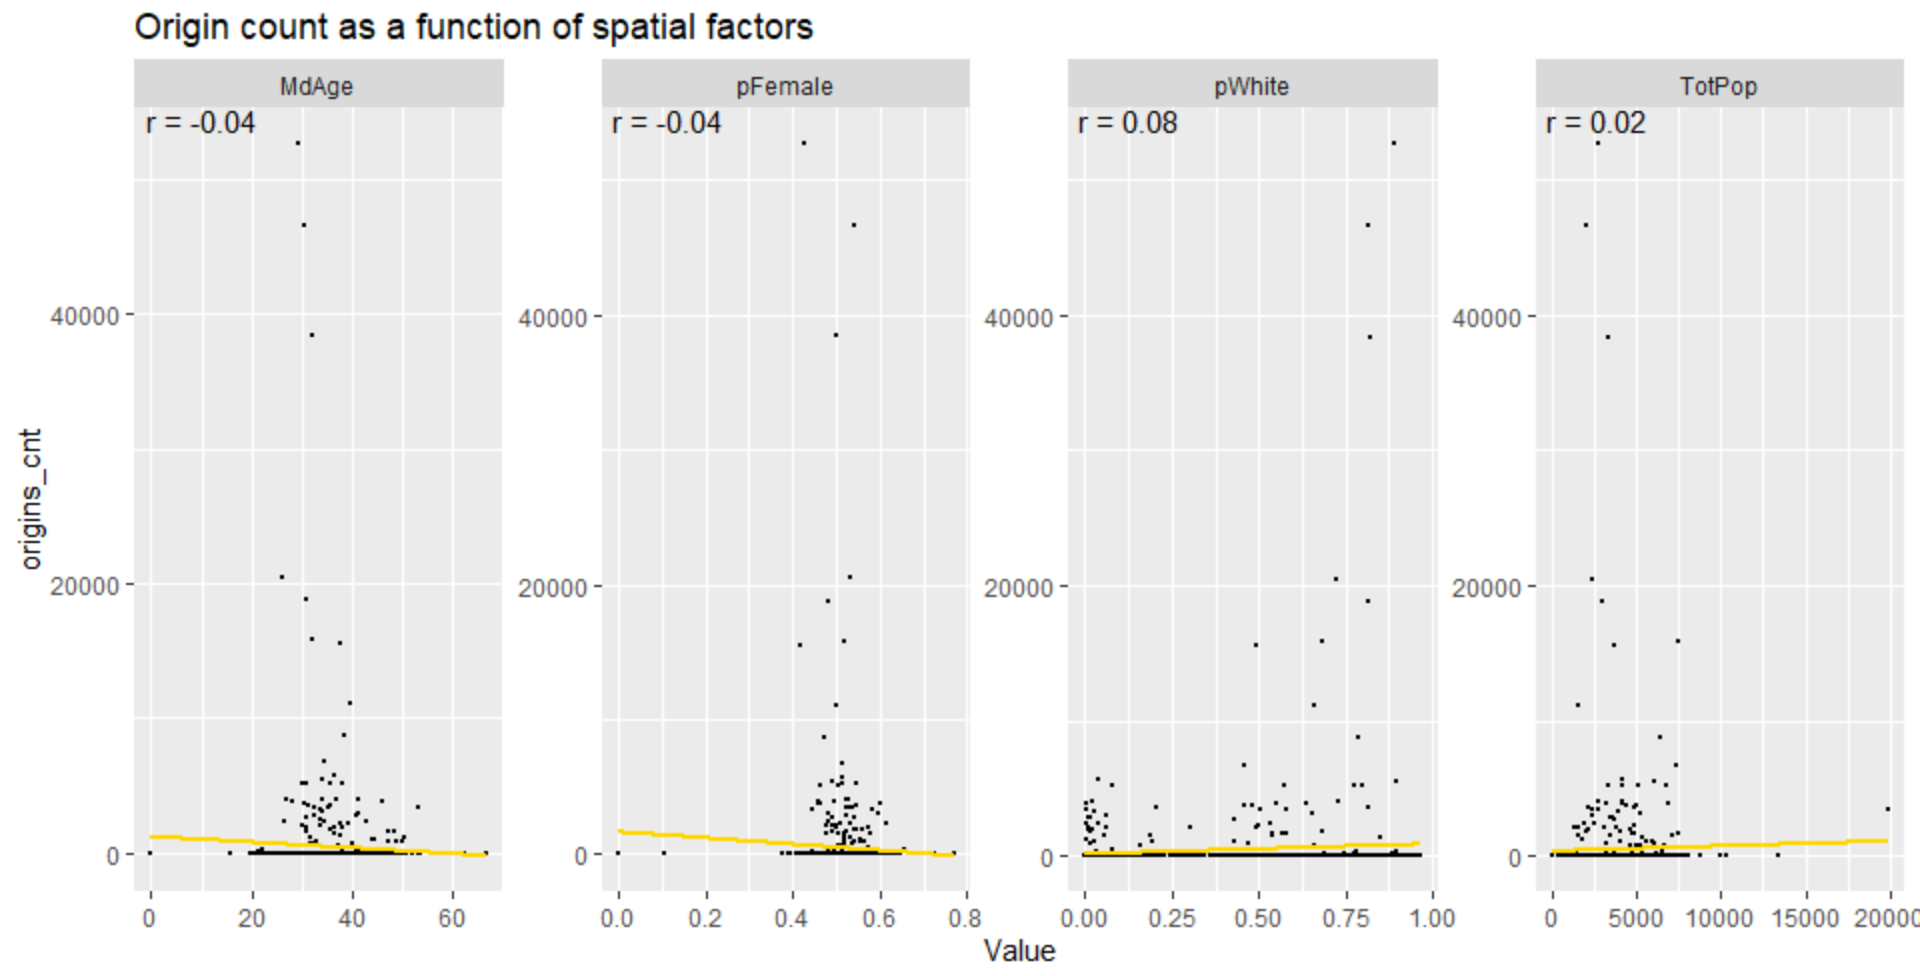 Origin count as a function of spatial factors
MdAge pFemale pWhite TotPop
r = -0.04 r = -0.04 r = 0.08 r = 0.02
40000 40000 40000 40000
origins_cnt
20000 20000 20000 20000
0 0 0 0
0 20 40 60 0.0 0.2 0.4 0.6 0.8 0.00 0.25 0.50 0.75 1.00 0 5000 10000 15000 20000
Value